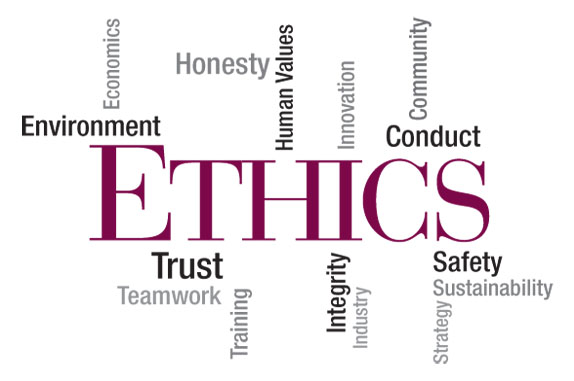 Economics
Honesty
Human Values
Innovation
Community
Environment
Conduct
ETHICS
Trust
Teamwork
Training
Integrity
Industry
Safety
Sustainability
Strategy